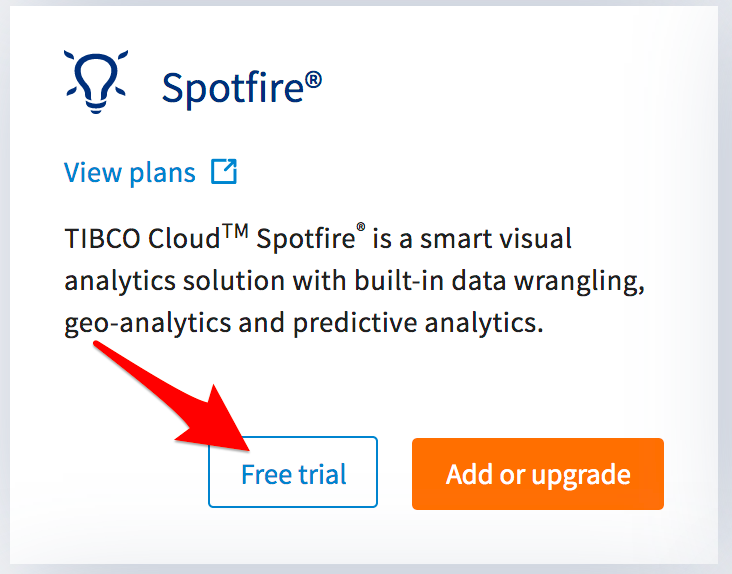 Spotfire®
View plans
TIBCO Cloud™ Spotfire® is a smart visual
analytics solution with built-in data wrangling,
geo-analytics and predictive analytics.
Free trial
Add or upgrade